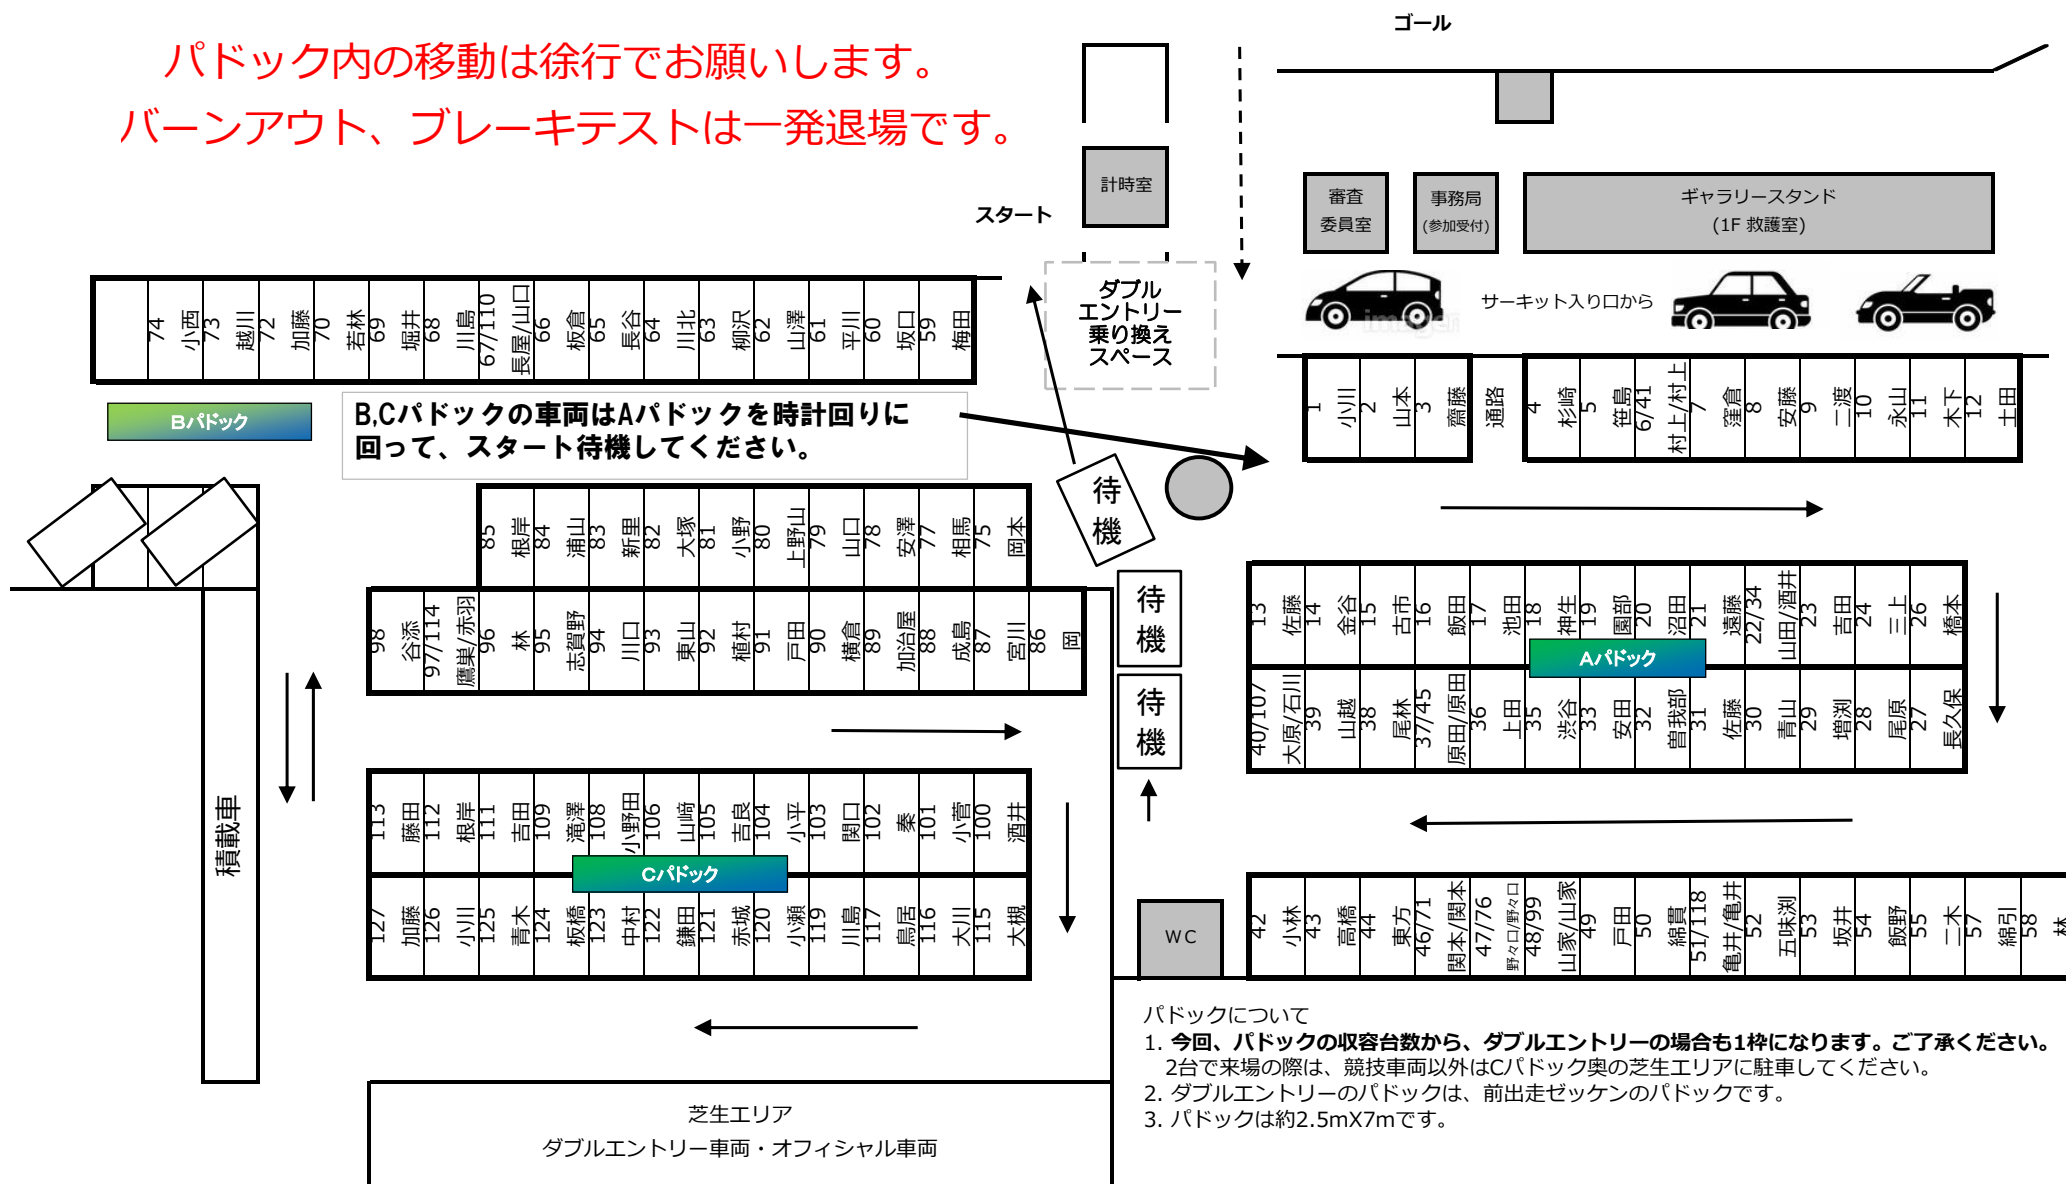 ゴール
パドック内の移動は徐行でお願いします。
バーンアウト、ブレーキテストは一発退場です。
計時室
スタート
審査
委員室
事務局
(参加受付)
ギャラリースタンド
(1F 救護室)
ダブル
エントリー
乗り換え
スペース
サーキット入り口から
74 小西
73 越川
72 加藤
70 若林
69 堀井
68 川島
67/110 長屋/山口
66 板倉
65 長谷
64 川北
63 柳沢
62 山澤
61 平川
60 坂口
59 梅田
1 小川
2 山本
3 齋藤
通路
4 杉崎
5 笹島
6/41 村上/村上
7 窪倉
8 安藤
9 二渡
10 永山
11 木下
12 土田
Bパドック
B,Cパドックの車両はAパドックを時計回りに
回って、スタート待機してください。
待機
待機
待機
85 根岸
84 浦山
83 新里
82 大塚
81 小野
80 上野山
79 山口
78 安澤
77 相馬
75 岡本
98 谷添
97/114 鷹巣/赤羽
96 林
95 志賀野
94 川口
93 東山
92 植村
91 戸田
90 横倉
89 加治屋
88 成島
87 宮川
86 岡
13 佐藤
14 金谷
15 古市
16 飯田
17 池田
18 神生
19 園部
20 沼田
21 遠藤
22/34 山田/酒井
23 吉田
24 三上
26 橋本
Aパドック
40/107 大原/石川
39 山越
38 尾林
37/45 原田/原田
36 上田
35 渋谷
33 安田
32 曽我部
31 佐藤
30 青山
29 増渕
28 尾原
27 長久保
積載車
113 藤田
112 根岸
111 吉田
109 滝澤
108 小野田
106 山﨑
105 吉良
104 小平
103 関口
102 秦
101 小菅
100 酒井
Cパドック
127 加藤
126 小川
125 青木
124 板橋
123 中村
122 鎌田
121 赤城
120 小瀬
119 川島
117 鳥居
116 大川
115 大槻
WC
42 小林
43 高橋
44 東方
46/71 関本/関本
47/76 野々口/野々口
48/99 山家/山家
49 戸田
50 綿貫
51/118 亀井/亀井
52 五味渕
53 坂井
54 飯野
55 二木
57 綿引
58 林
パドックについて
1. 今回、パドックの収容台数から、ダブルエントリーの場合も1枠になります。ご了承ください。
2台で来場の際は、競技車両以外はCパドック奥の芝生エリアに駐車してください。
2. ダブルエントリーのパドックは、前出走ゼッケンのパドックです。
3. パドックは約2.5mX7mです。
芝生エリア
ダブルエントリー車両・オフィシャル車両